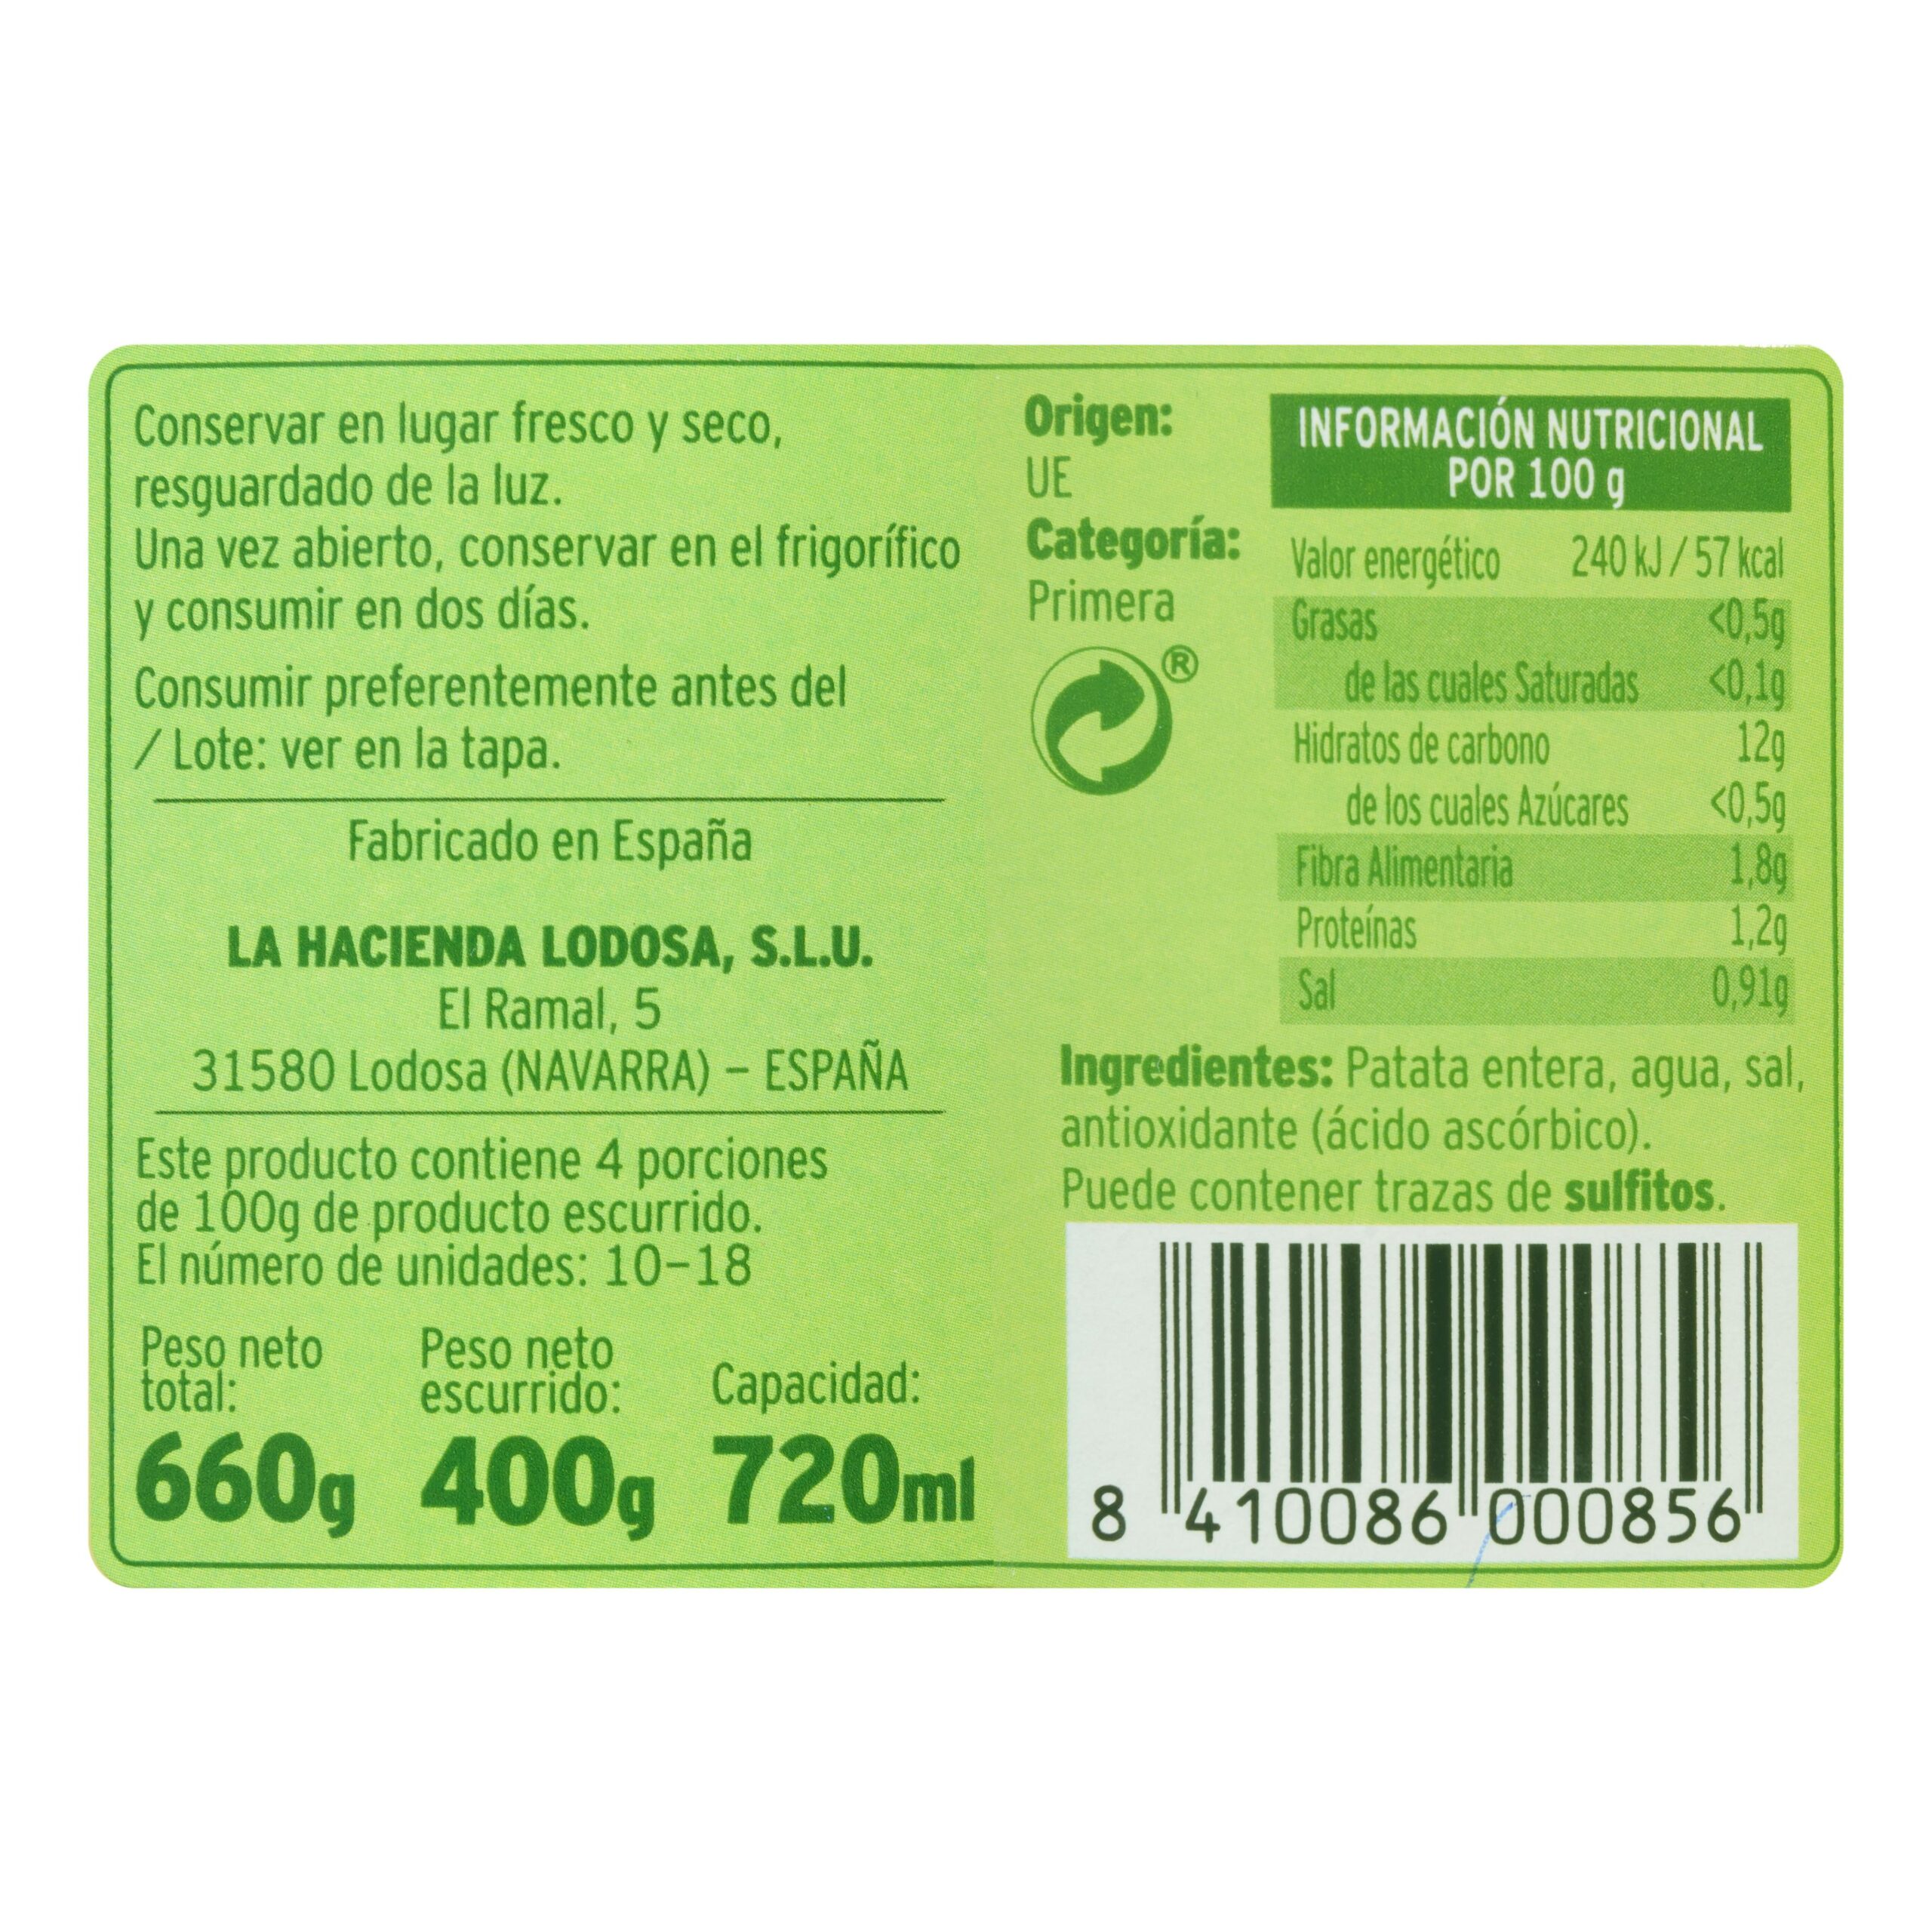 Conservar en lugar fresco y seco,
resguardado de la luz.
Una vez abierto, conservar en el frigorífico
y consumir en dos días.
Consumir preferentemente antes del
/ Lote: ver en la tapa.
Fabricado en España
LA HACIENDA LODOSA, S.L.U.
El Ramal, 5
31580 Lodosa (NAVARRA) – ESPAÑA
Este producto contiene 4 porciones
de 100g de producto escurrido.
El número de unidades: 10-18
Peso neto total: 660g
Peso neto escurrido: 400g
Capacidad: 720ml
Origen:
UE
Categoría:
Primera
®
INFORMACIÓN NUTRICIONAL
POR 100 g
Valor energético 240 kJ / 57 kcal
Grasas <0,5g
de las cuales Saturadas <0,1g
Hidratos de carbono 12g
de los cuales Azúcares <0,5g
Fibra Alimentaria 1,8g
Proteínas 1,2g
Sal 0,91g
Ingredientes: Patata entera, agua, sal,
antioxidante (ácido ascórbico).
Puede contener trazas de sulfitos.
8 410086 000856